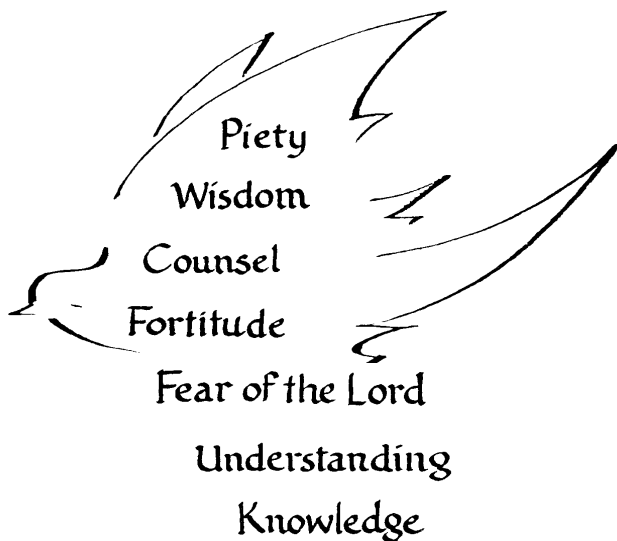 Piety
Wisdom
Counsel
Fortitude
Fear of the Lord
Understanding
Knowledge